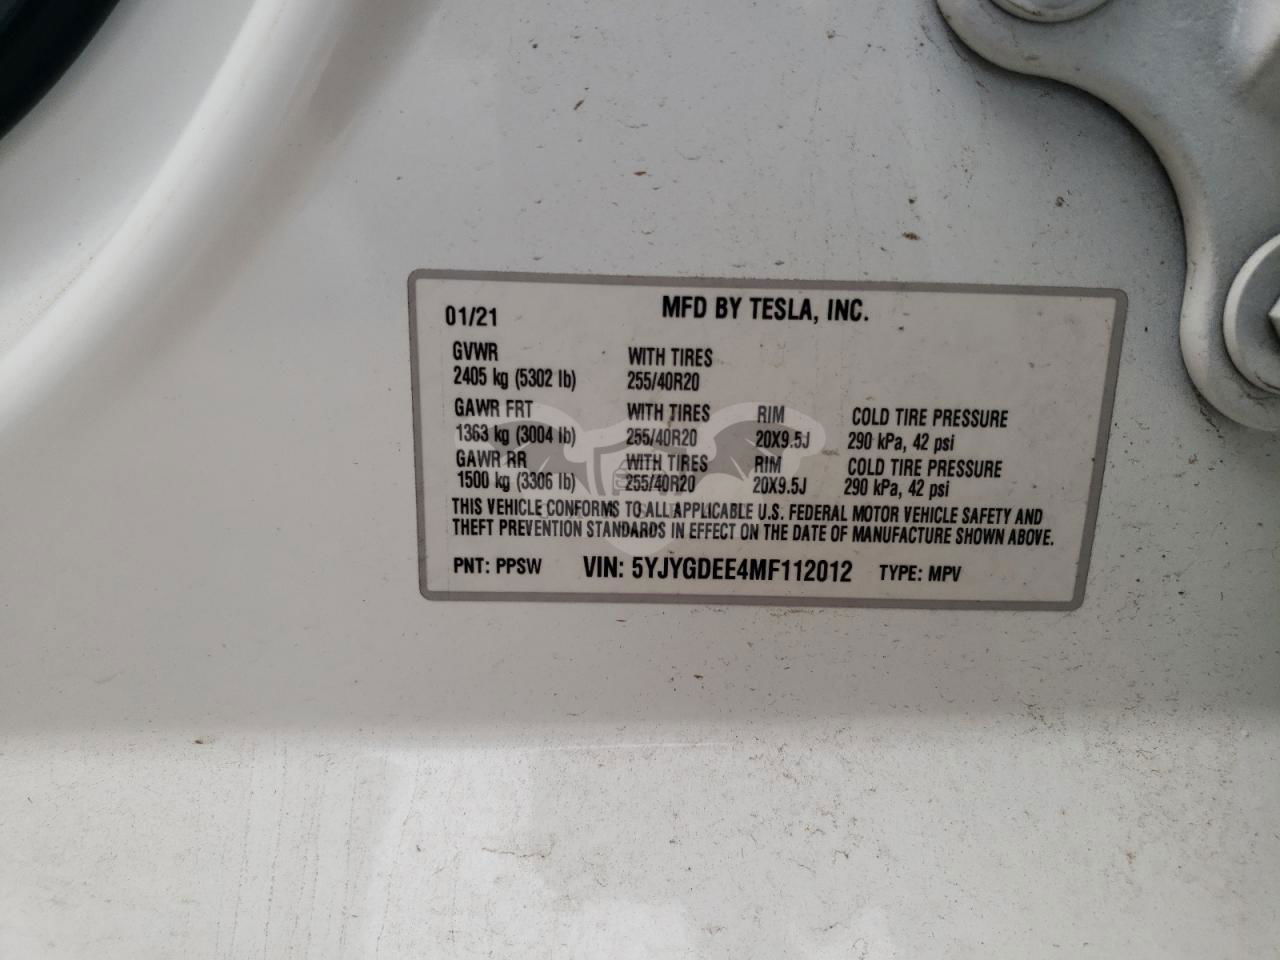 01/21 MFD BY TESLA, INC.
GVWR WITH TIRES
2405 kg (5302 lb) 255/40R20
GAWR FRT WITH TIRES RIM COLD TIRE PRESSURE
1363 kg (3004 lb) 255/40R20 20X9.5J 290 kPa, 42 psi
GAWR RR WITH TIRES RIM COLD TIRE PRESSURE
1500 kg (3306 lb) 255/40R20 20X9.5J 290 kPa, 42 psi
THIS VEHICLE CONFORMS TO ALL APPLICABLE U.S. FEDERAL MOTOR VEHICLE SAFETY AND
THEFT PREVENTION STANDARDS IN EFFECT ON THE DATE OF MANUFACTURE SHOWN ABOVE.
PNT: PPSW VIN: 5YJYGDEE4MF112012 TYPE: MPV